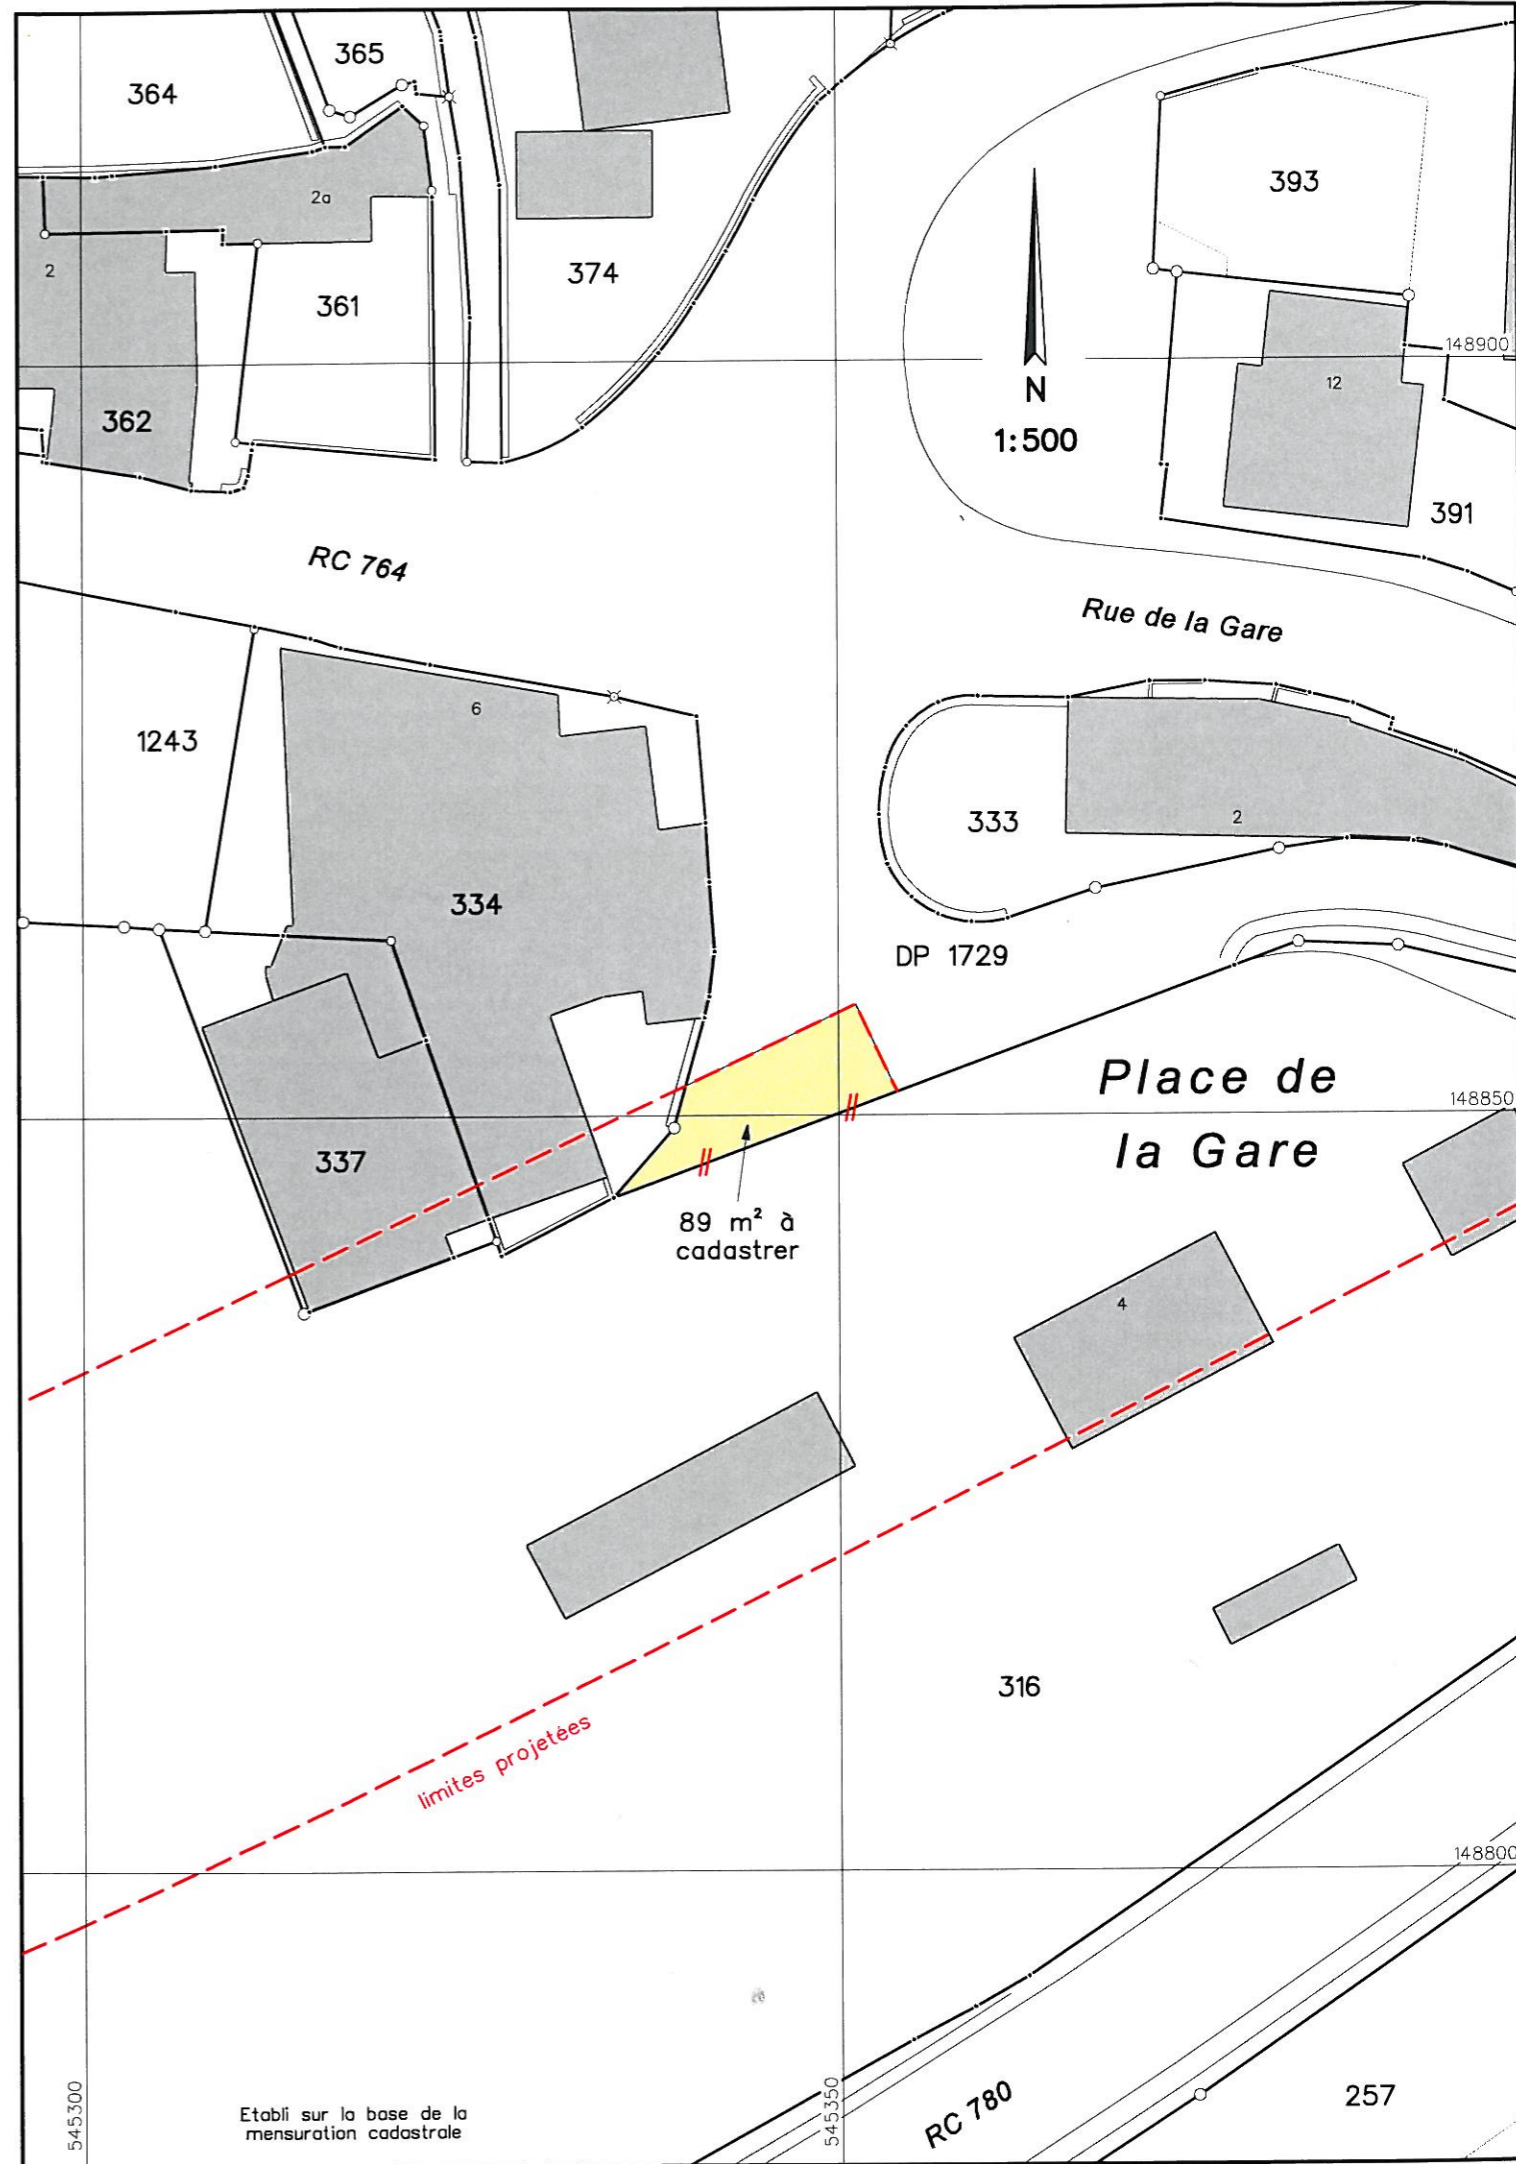 365
364
393
2a
2
374
361
148900
12
362
N
1:500
391
RC 764
Rue de la Gare
6
1243
333
2
334
DP 1729
Place de
la Gare
148850
337
89 m² à
cadastrer
4
316
limites projetées
148800
545300
545350
RC 780
257
Etabli sur la base de la
mensuration cadastrale